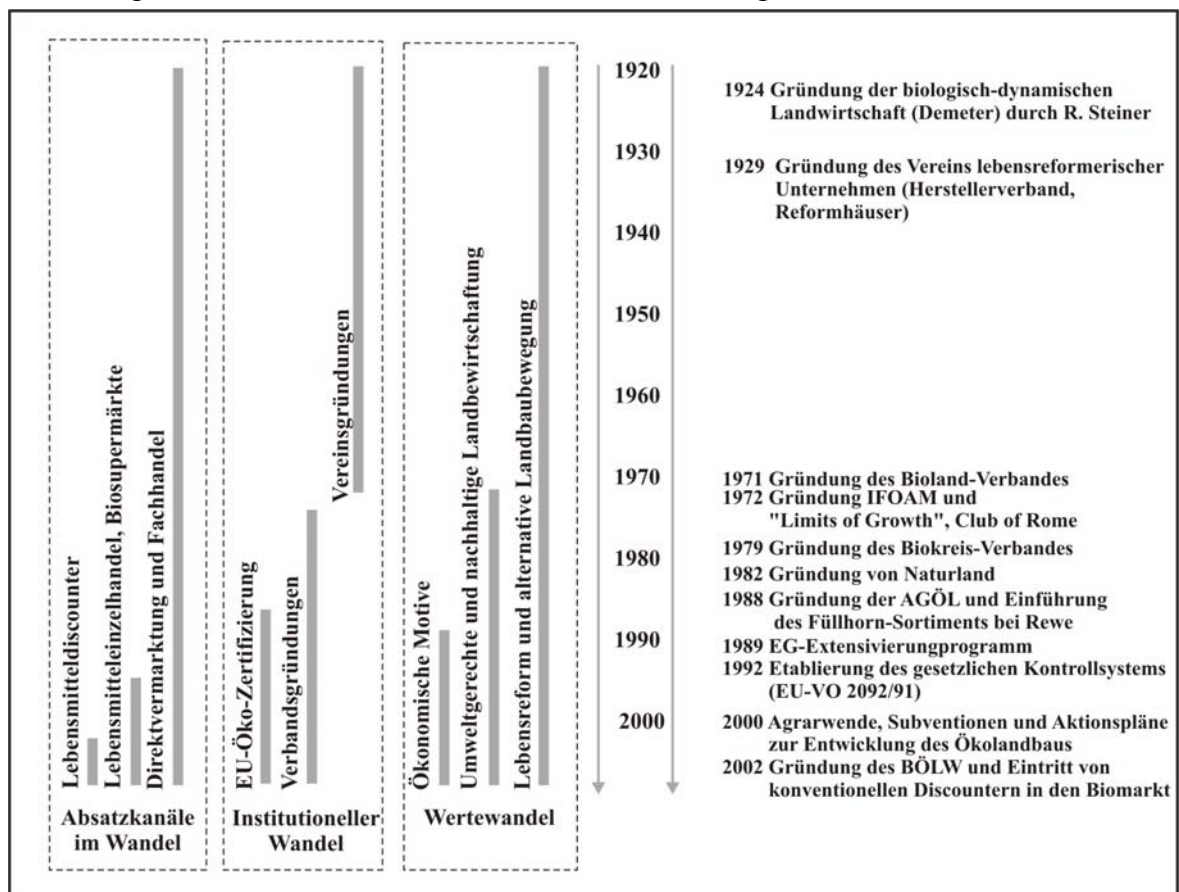 Lebensmitteldiscounter
Lebensmitteleinzelhandel, Biosupermärkte
Direktvermarktung und Fachhandel
Absatzkanäle
im Wandel
EU-Öko-Zertifizierung
Verbandsgründungen
Vereinsgründungen
Institutioneller
Wandel
Ökonomische Motive
Umweltgerechte und nachhaltige Landbewirtschaftung
Lebensreform und alternative Landbaubewegung
Wertewandel
1920
1930
1940
1950
1960
1970
1980
1990
2000
1924 Gründung der biologisch-dynamischen
Landwirtschaft (Demeter) durch R. Steiner
1929 Gründung des Vereins lebensreformerischer
Unternehmen (Herstellerverband,
Reformhäuser)
1971 Gründung des Bioland-Verbandes
1972 Gründung IFOAM und
"Limits of Growth", Club of Rome
1979 Gründung des Biokreis-Verbandes
1982 Gründung von Naturland
1988 Gründung der AGÖL und Einführung
des Füllhorn-Sortiments bei Rewe
1989 EG-Extensivierungprogramm
1992 Etablierung des gesetzlichen Kontrollsystems
(EU-VO 2092/91)
2000 Agrarwende, Subventionen und Aktionspläne
zur Entwicklung des Ökolandbaus
2002 Gründung des BÖLW und Eintritt von
konventionellen Discountern in den Biomarkt